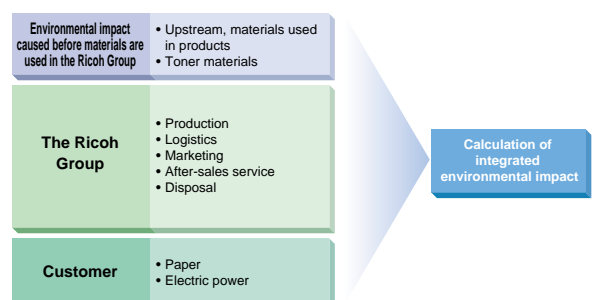 Environmental impact
caused before materials are
used in the Ricoh Group
• Upstream, materials used
in products
• Toner materials
The Ricoh
Group
• Production
• Logistics
• Marketing
• After-sales service
• Disposal
Customer
• Paper
• Electric power
Calculation of
integrated
environmental impact